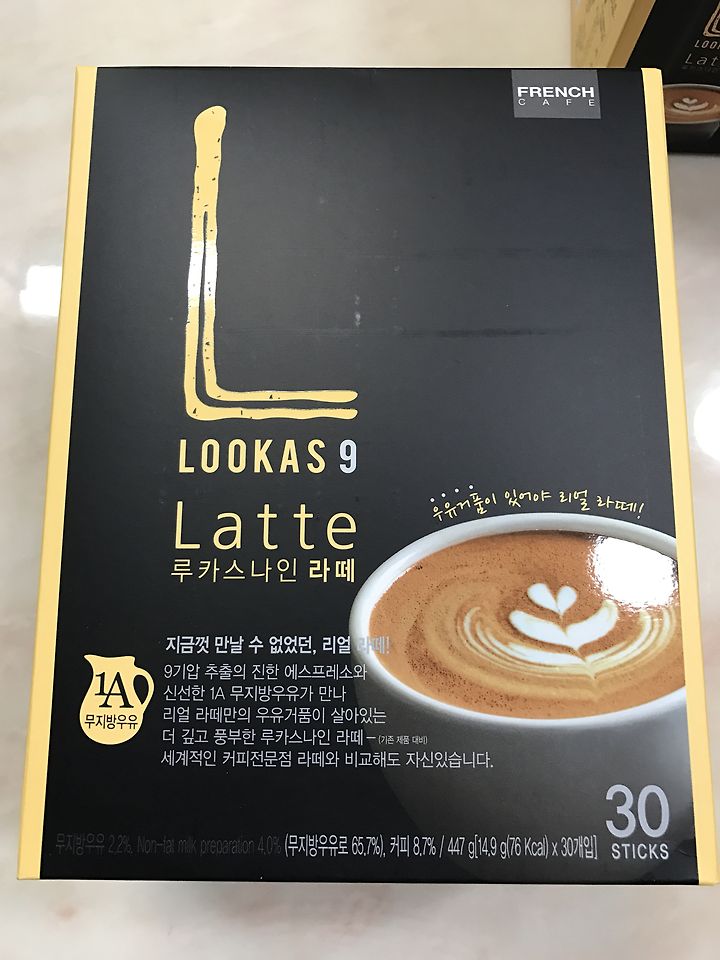 FRENCH
CAFE
LOOKAS 9
Latte
루카스나인 라떼
우유거품이 있어야 리얼 라떼!
지금껏 만날 수 없었던, 리얼 라떼!
9기압 추출의 진한 에스프레소와
신선한 1A 무지방우유가 만나
리얼 라떼만의 우유거품이 살아있는
더 깊고 풍부한 루카스나인 라떼– (기존 제품 대비)
세계적인 커피전문점 라떼와 비교해도 자신있습니다.
1A
무지방우유
30
STICKS
무지방우유 2.2%, Non-fat milk preparation 4.0% (무지방우유로 65.7%), 커피 8.7% / 447 g[14.9 g(76 Kcal) x 30개입]
LOOKAS